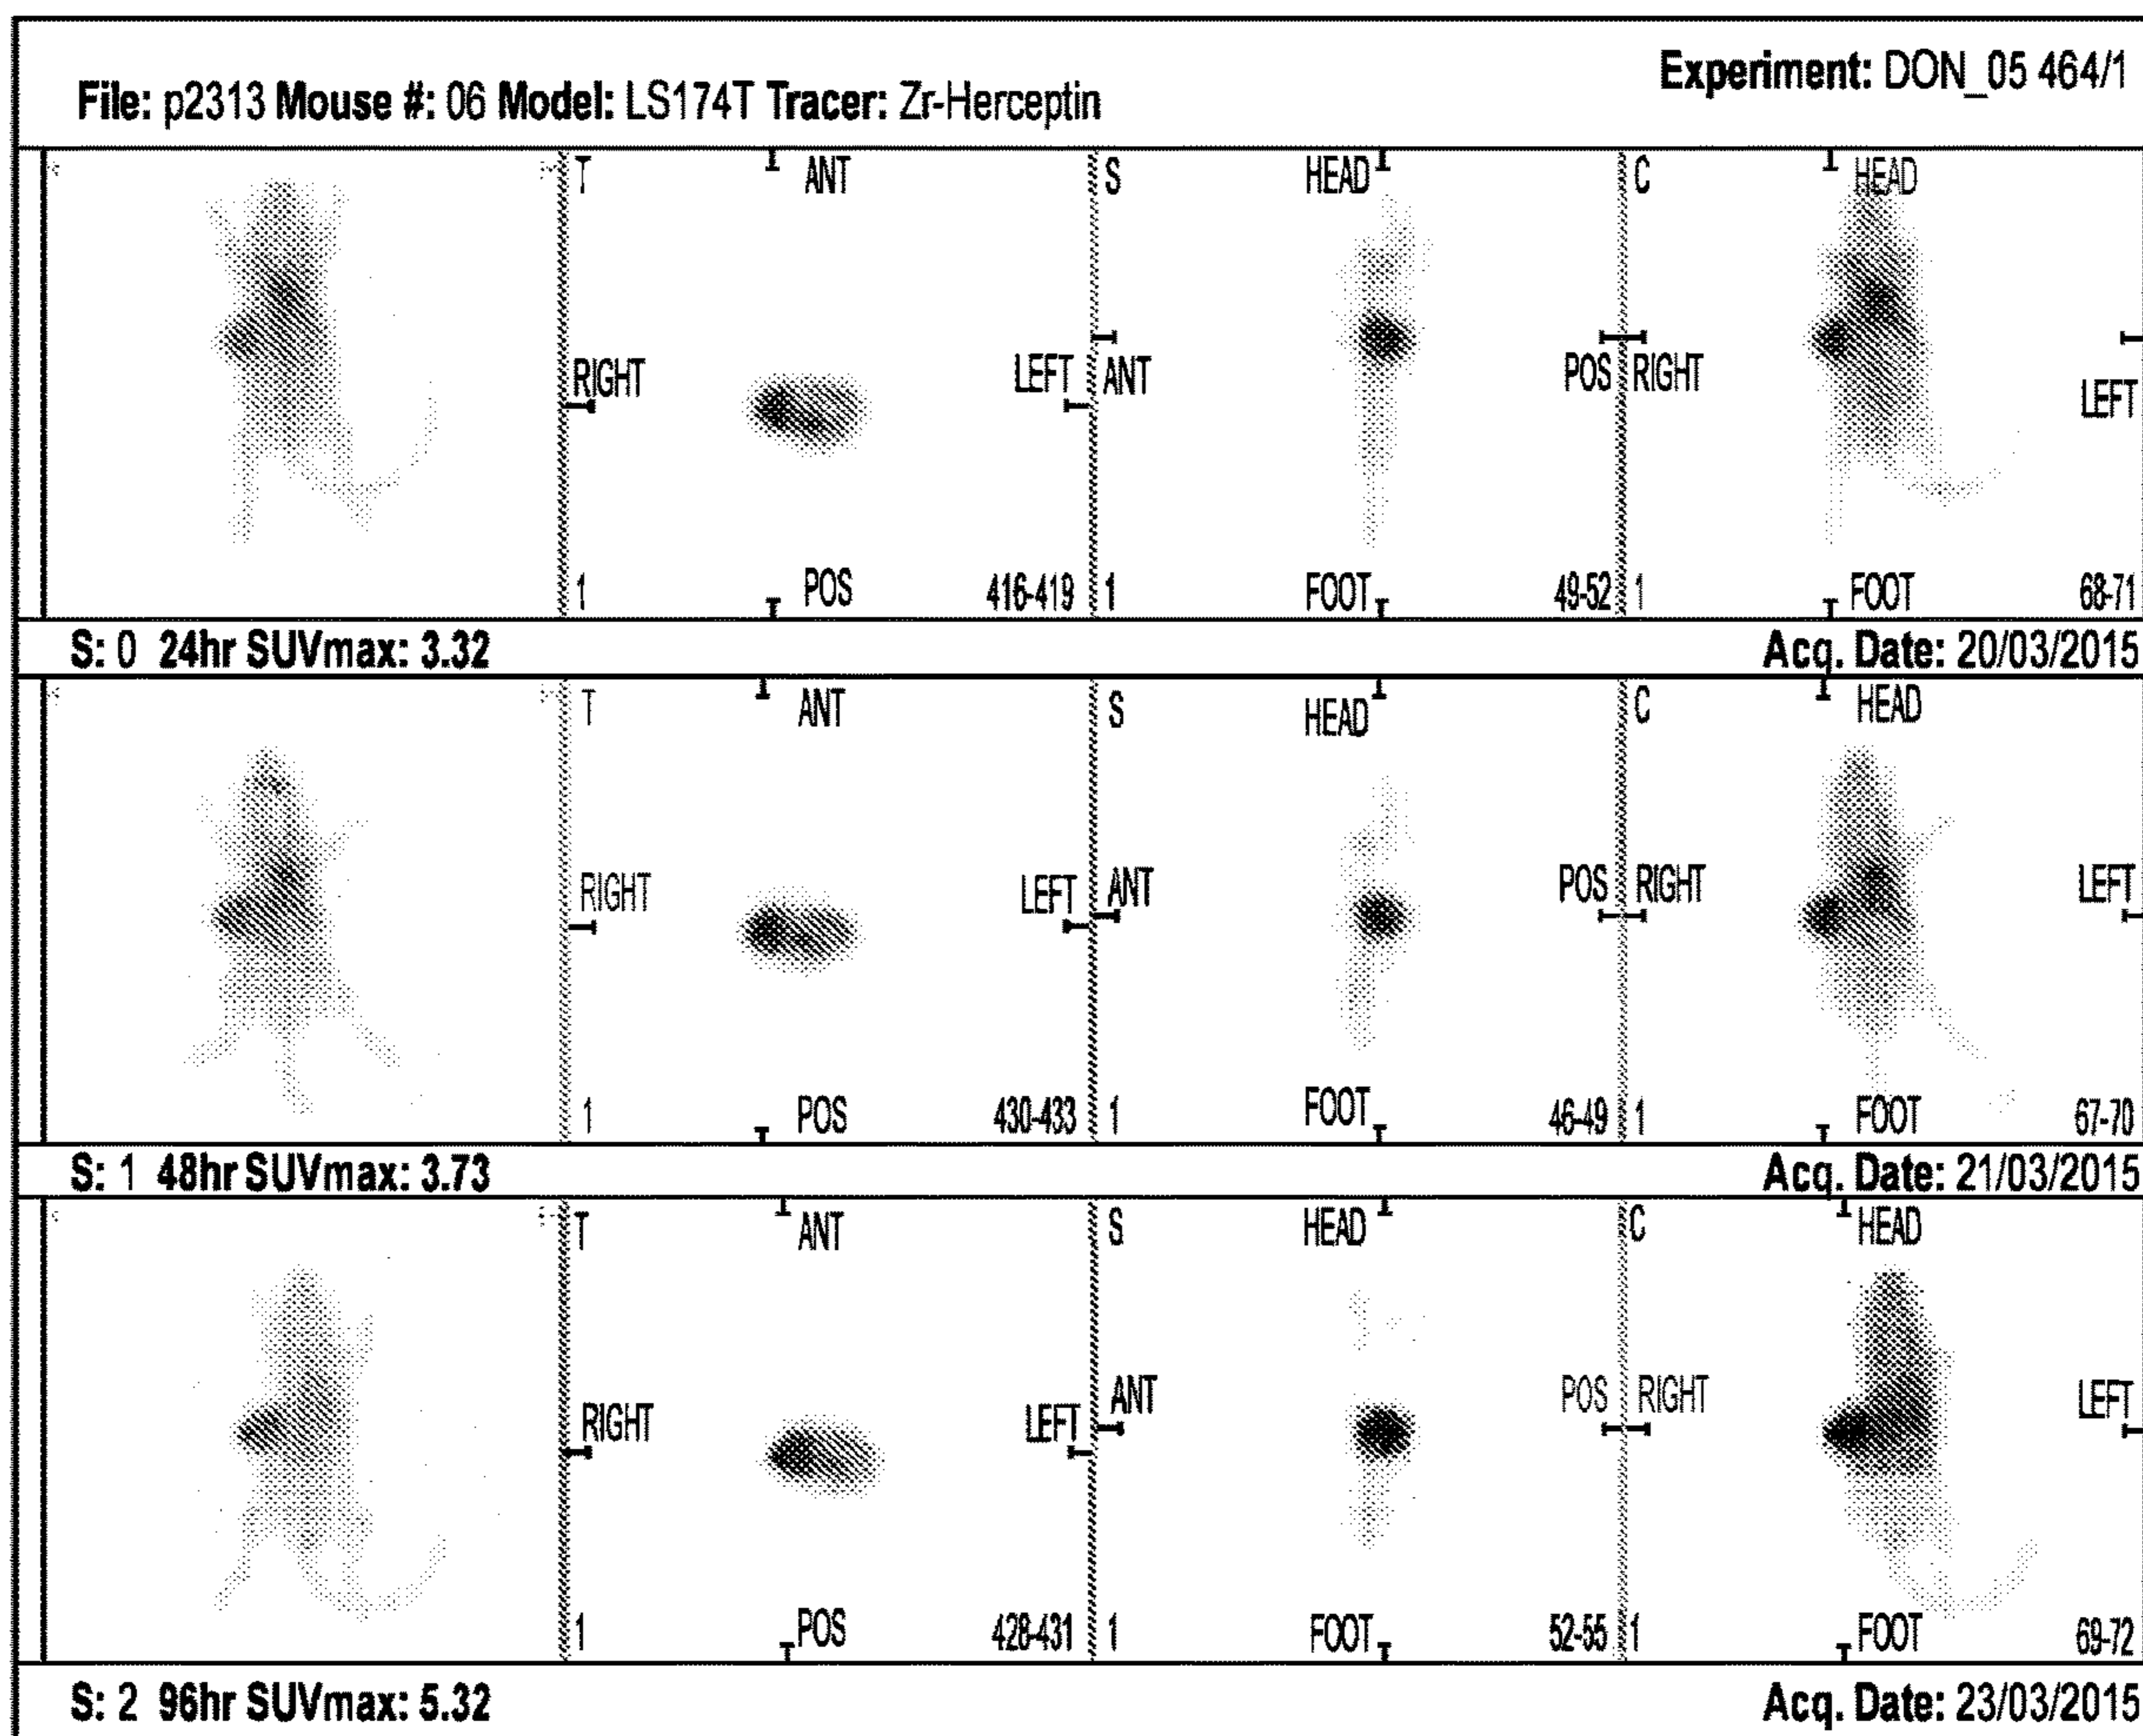 Experiment: DON_05 464/1
File: p2313 Mouse #: 06 Model: LS174T Tracer: Zr-Herceptin
T ANT S HEAD C HEAD
RIGHT LEFT ANT POS RIGHT LEFT
1 POS 416-419 1 FOOT 49-52 1 FOOT 68-71
S: 0 24hr SUVmax: 3.32 Acq. Date: 20/03/2015
T ANT S HEAD C HEAD
RIGHT LEFT ANT POS RIGHT LEFT
1 POS 430-433 1 FOOT 46-49 1 FOOT 67-70
S: 1 48hr SUVmax: 3.73 Acq. Date: 21/03/2015
T ANT S HEAD C HEAD
RIGHT LEFT ANT POS RIGHT LEFT
1 POS 428-431 1 FOOT 52-55 1 FOOT 69-72
S: 2 96hr SUVmax: 5.32 Acq. Date: 23/03/2015